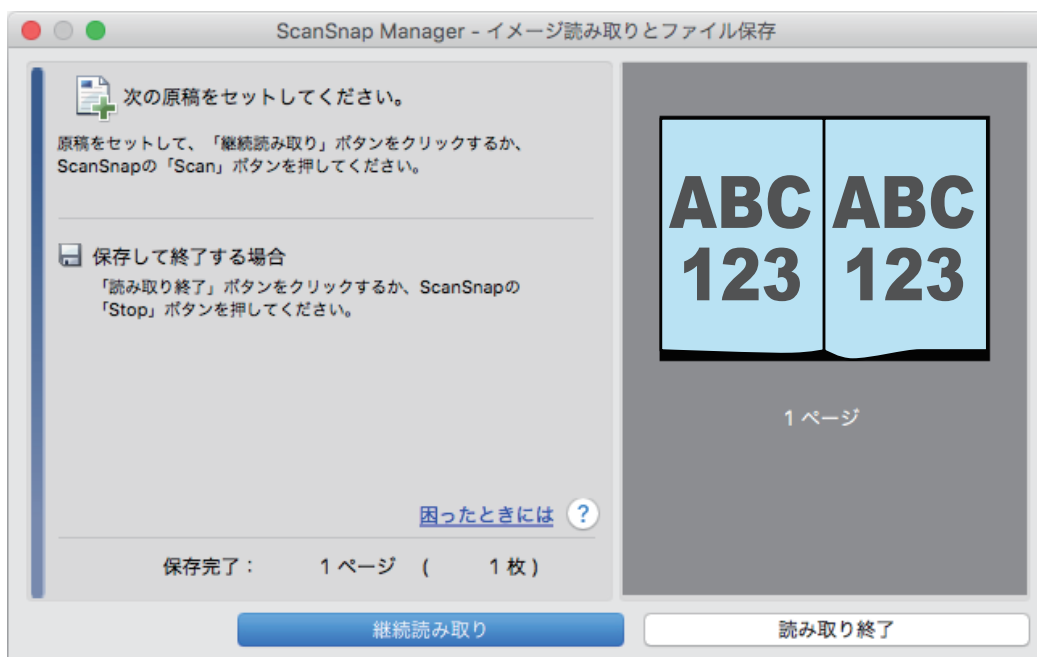 ScanSnap Manager - イメージ読み取りとファイル保存
次の原稿をセットしてください。
原稿をセットして、「継続読み取り」ボタンをクリックするか、
ScanSnapの「Scan」ボタンを押してください。
保存して終了する場合
「読み取り終了」ボタンをクリックするか、ScanSnapの
「Stop」ボタンを押してください。
困ったときには ?
保存完了： 1 ページ ( 1 枚 )
ABC ABC
123 123
1 ページ
継続読み取り 読み取り終了